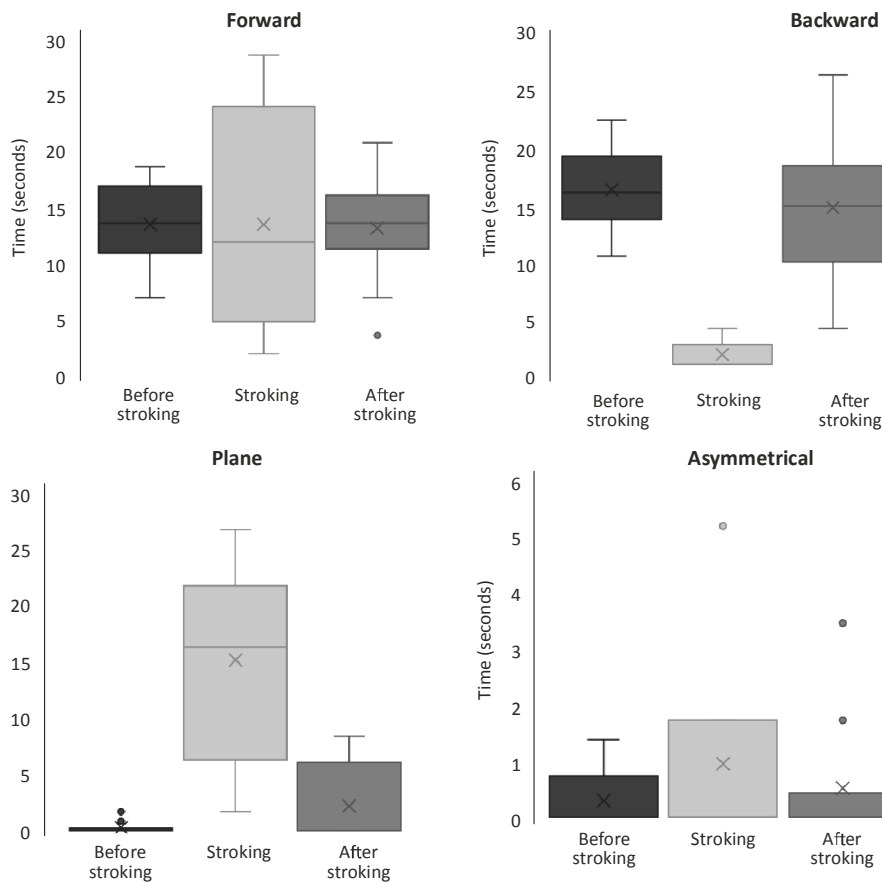 Forward
30
25
20
15
10
5
0
Time (seconds)
Before
stroking
Stroking
After
stroking
Backward
30
25
20
15
10
5
0
Time (seconds)
Before
stroking
Stroking
After
stroking
Plane
30
25
20
15
10
5
0
Before
stroking
Stroking
After
stroking
Asymmetrical
6
5
4
3
2
1
0
Time (seconds)
Before
stroking
Stroking
After
stroking